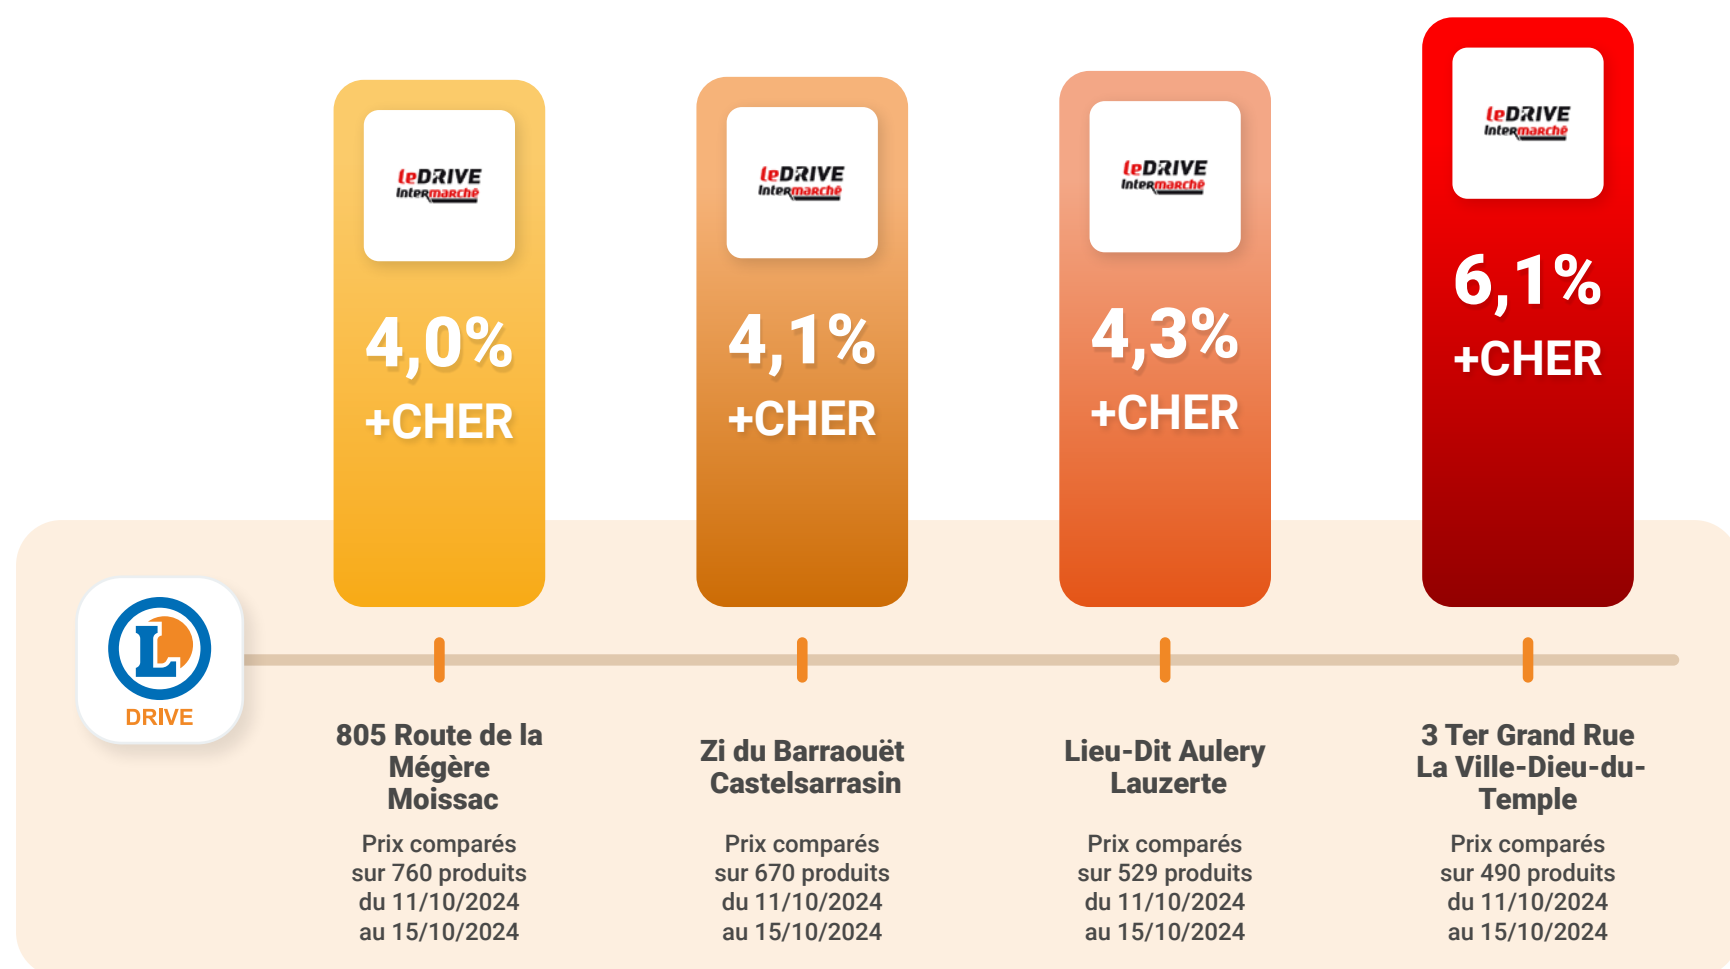 leDRIVE
Intermarché
4,0%
+CHER
leDRIVE
Intermarché
4,1%
+CHER
leDRIVE
Intermarché
4,3%
+CHER
leDRIVE
Intermarché
6,1%
+CHER
L
DRIVE
805 Route de la
Mégère
Moissac
Prix comparés
sur 760 produits
du 11/10/2024
au 15/10/2024
Zi du Barraouët
Castelsarrasin
Prix comparés
sur 670 produits
du 11/10/2024
au 15/10/2024
Lieu-Dit Aulery
Lauzerte
Prix comparés
sur 529 produits
du 11/10/2024
au 15/10/2024
3 Ter Grand Rue
La Ville-Dieu-du-
Temple
Prix comparés
sur 490 produits
du 11/10/2024
au 15/10/2024